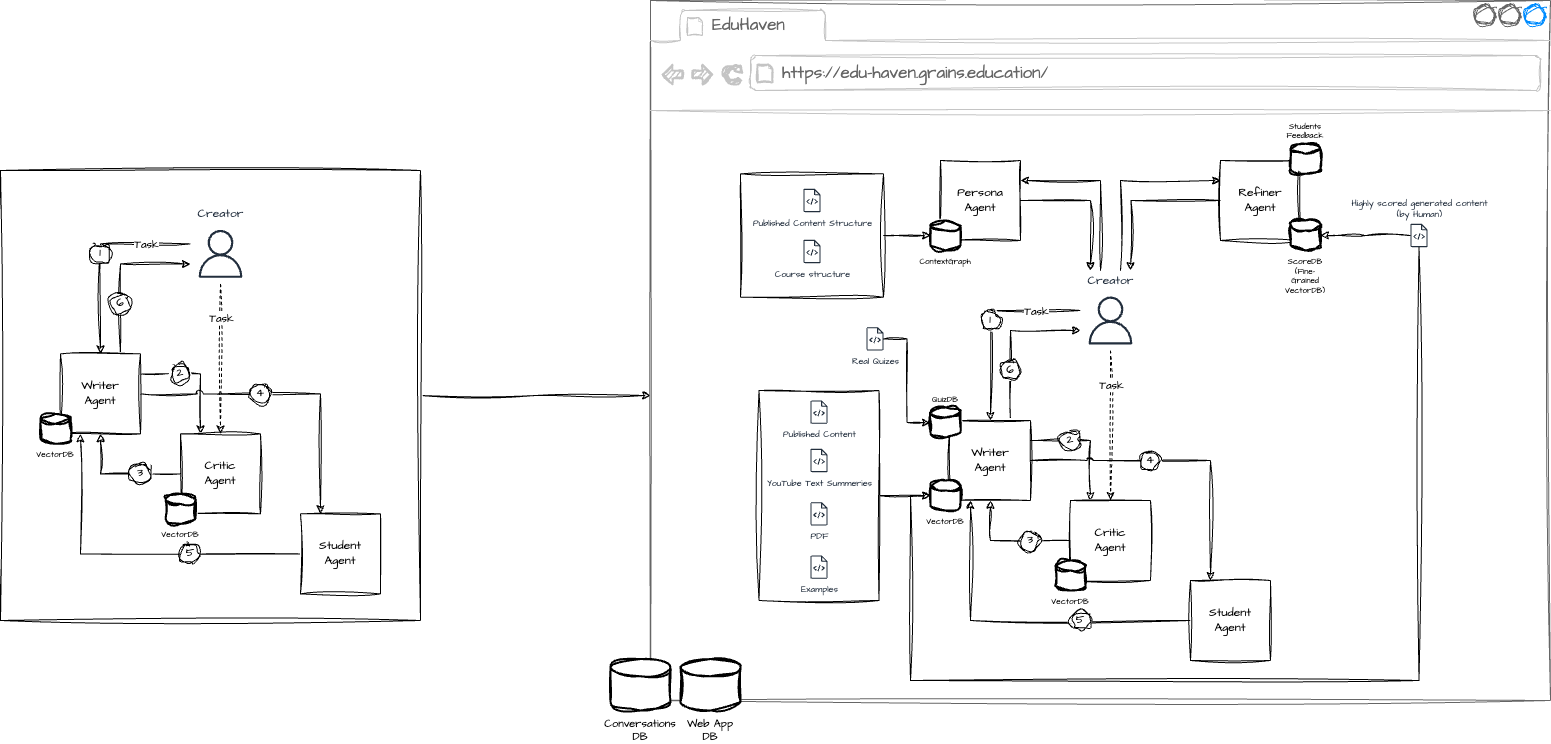 EduHaven
https://edu-haven.grains.education/
Creator
Task
1
6
Task
Writer
Agent
2
4
VectorDB
Critic
Agent
3
VectorDB
5
Student
Agent
Students
Feedback
Persona
Agent
Refiner
Agent
Published Content Structure
Course structure
ContextGraph
Highly scored generated content
(by Human)
ScoreDB
(Fine-
Grained
VectorDB)
Creator
Task
1
6
Task
Real Quizes
QuizDB
Published Content
YouTube Text Summeries
PDF
Examples
Writer
Agent
2
4
VectorDB
Critic
Agent
3
VectorDB
5
Student
Agent
Conversations
DB
Web App
DB